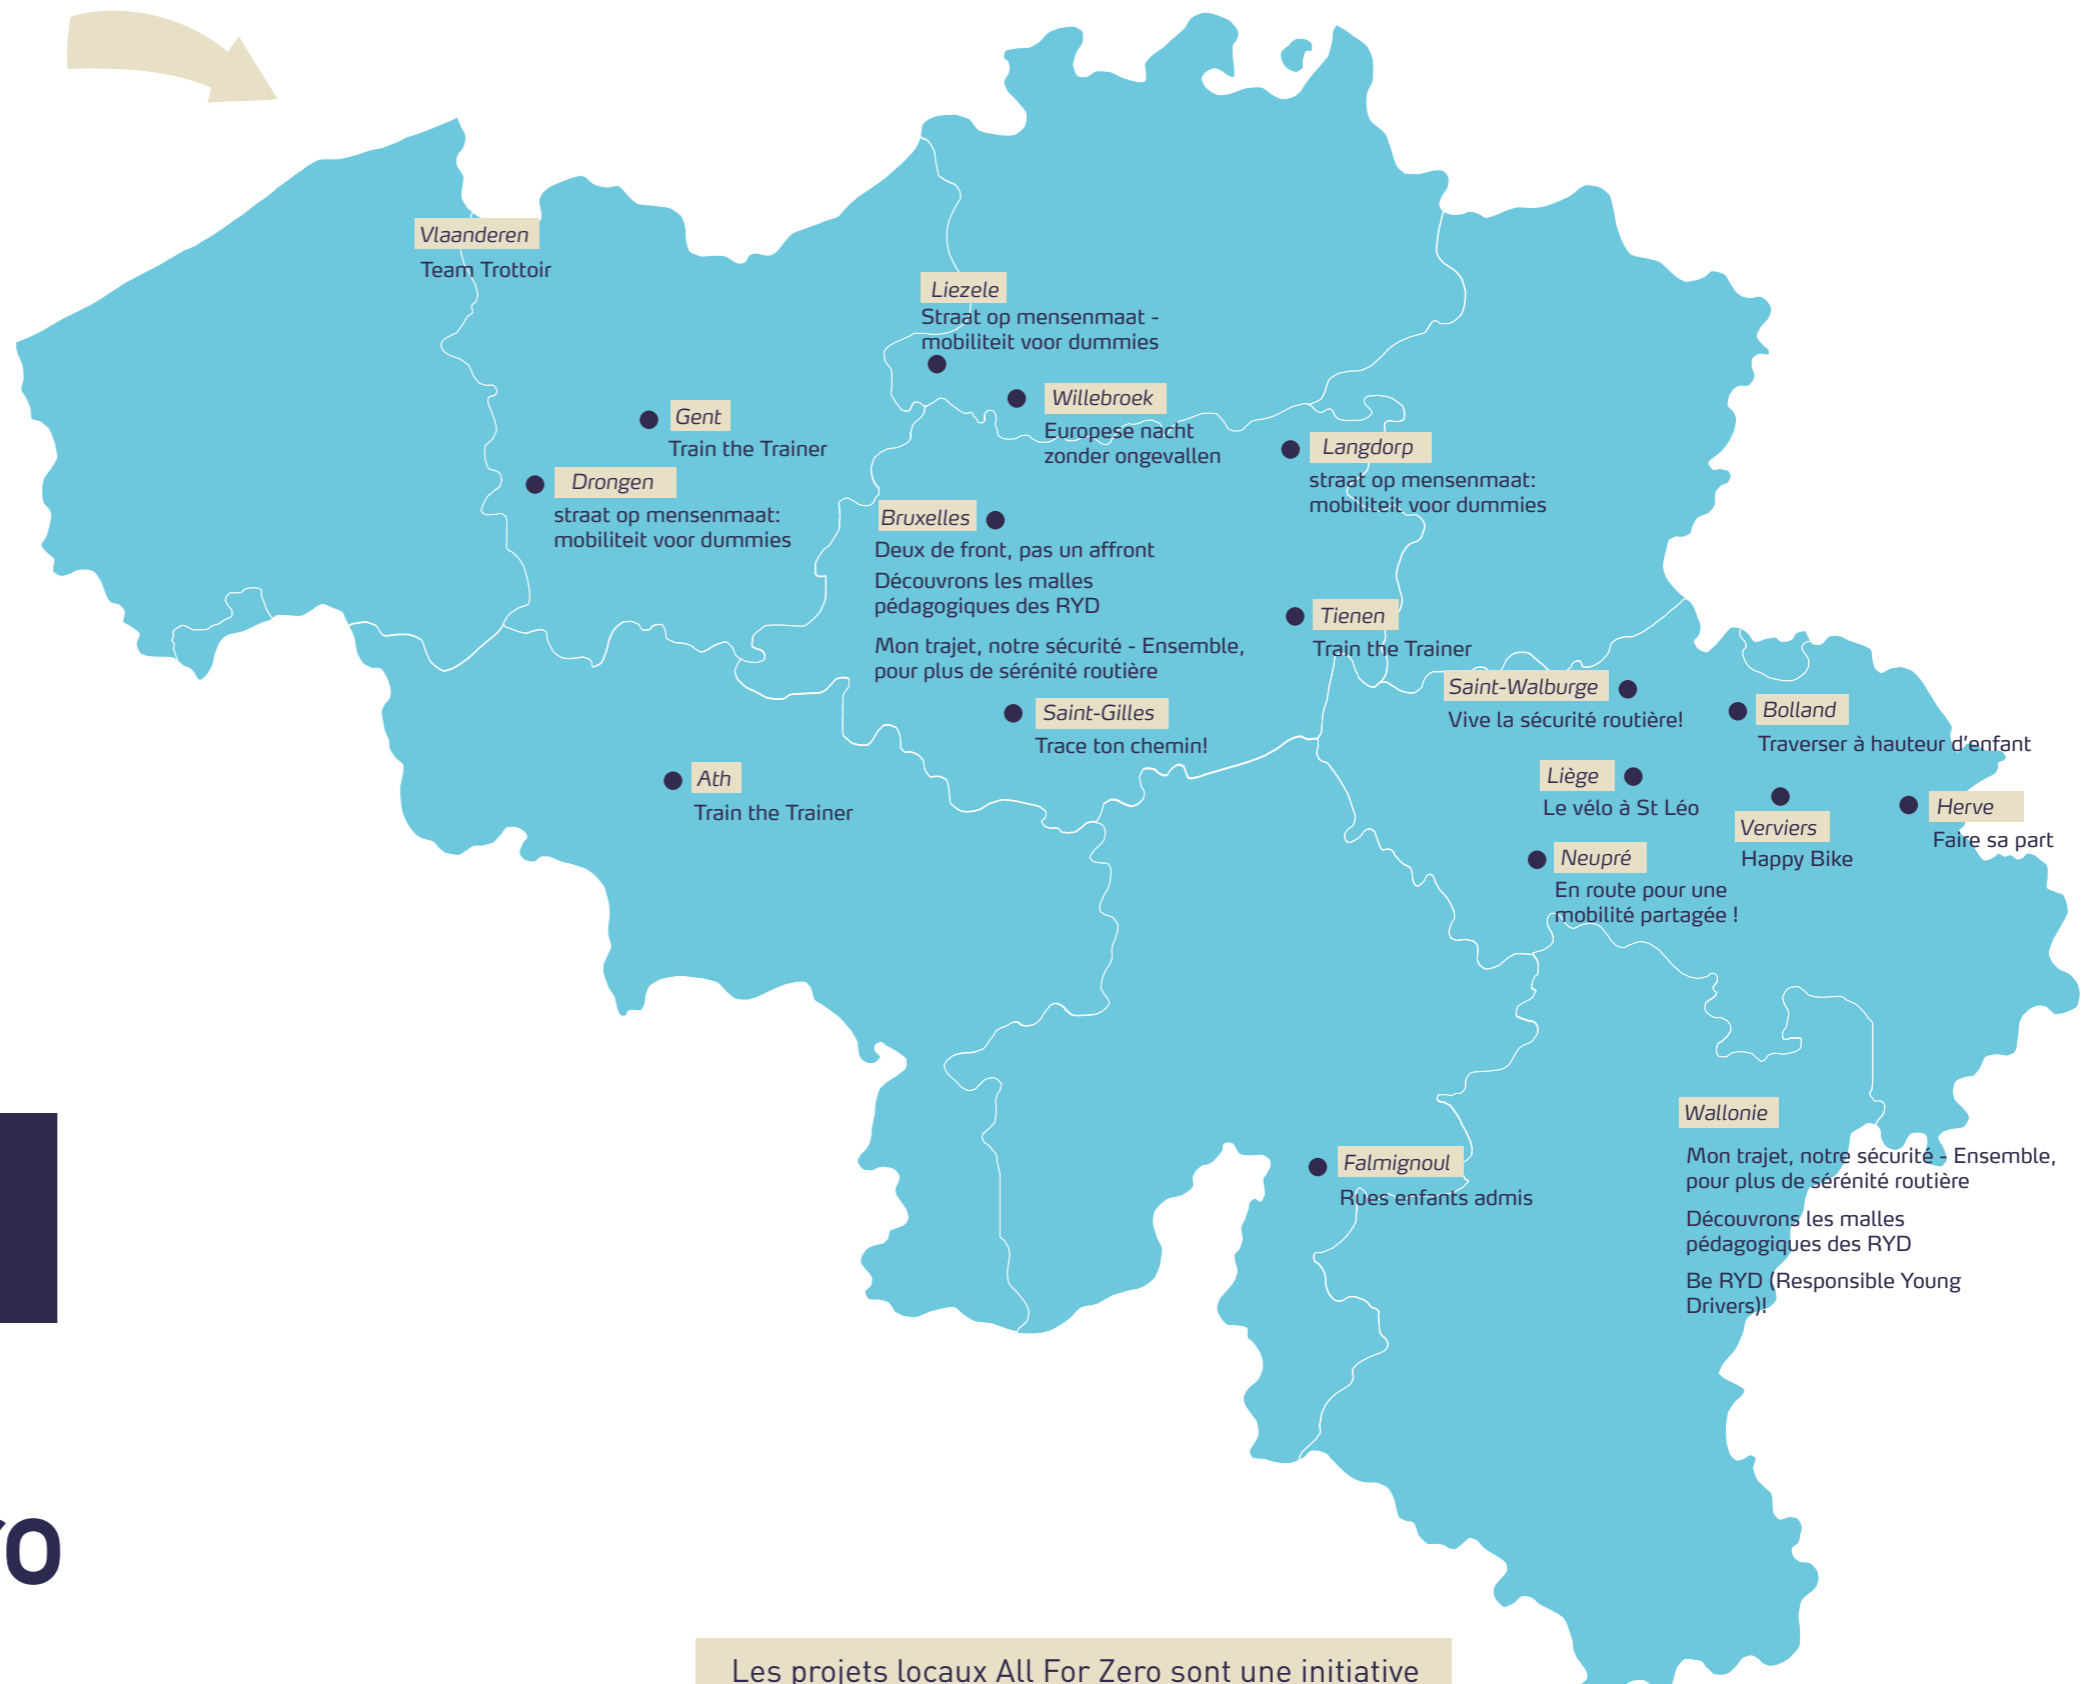 Vlaanderen
Team Trottoir
Liezele
Straat op mensenmaat -
mobiliteit voor dummies
Willebroek
Europese nacht
zonder ongevallen
Gent
Train the Trainer
Drongen
straat op mensenmaat:
mobiliteit voor dummies
Langdorp
straat op mensenmaat:
mobiliteit voor dummies
Bruxelles
Deux de front, pas un affront
Découvrons les malles
pédagogiques des RYD
Mon trajet, notre sécurité - Ensemble,
pour plus de sérénité routière
Tienen
Train the Trainer
Saint-Gilles
Trace ton chemin!
Saint-Walburge
Vive la sécurité routière!
Bolland
Traverser à hauteur d'enfant
Ath
Train the Trainer
Liège
Le vélo à St Léo
Verviers
Happy Bike
Herve
Faire sa part
Neupré
En route pour une
mobilité partagée !
Wallonie
Mon trajet, notre sécurité - Ensemble,
pour plus de sérénité routière
Découvrons les malles
pédagogiques des RYD
Be RYD (Responsible Young
Drivers)!
Falmignoul
Rues enfants admis
Les projets locaux All For Zero sont une initiative